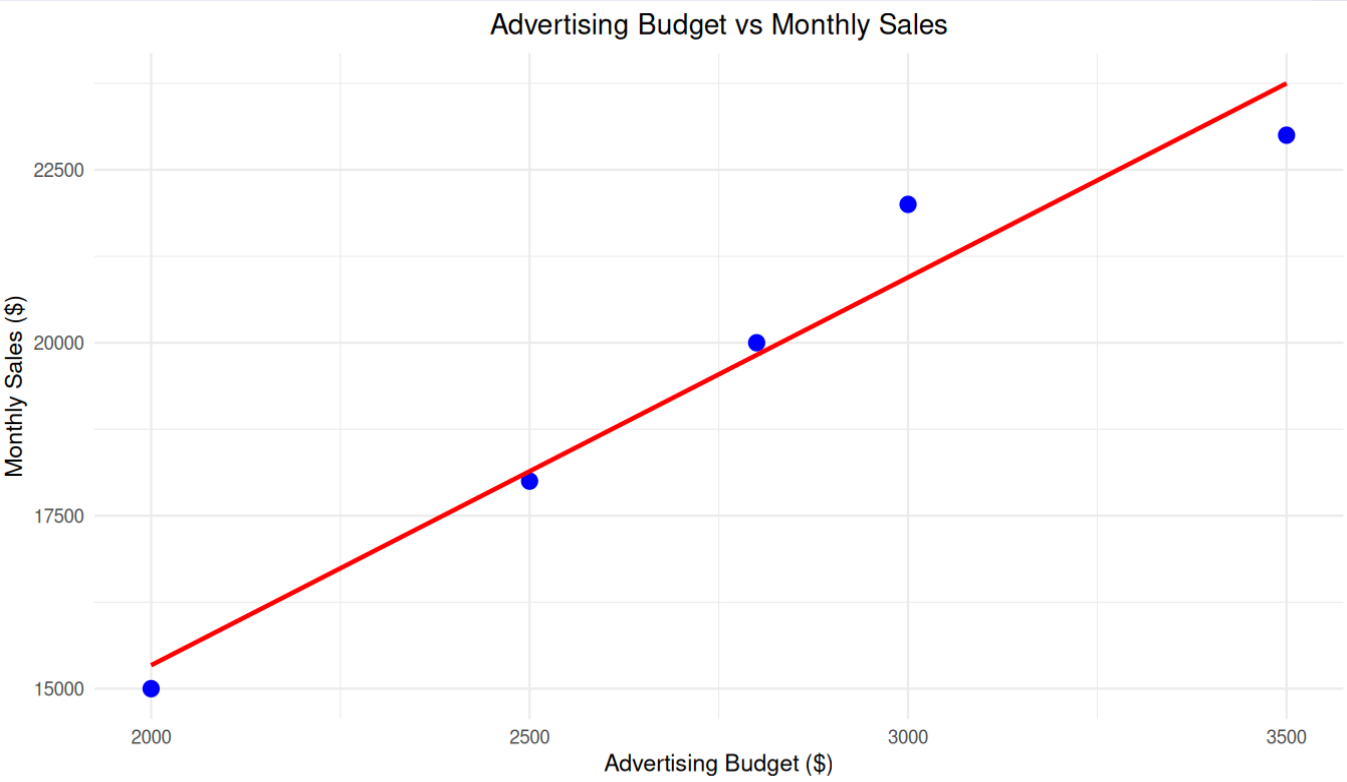 Advertising Budget vs Monthly Sales
Monthly Sales ($)
22500
20000
17500
15000
2000 2500 3000 3500
Advertising Budget ($)